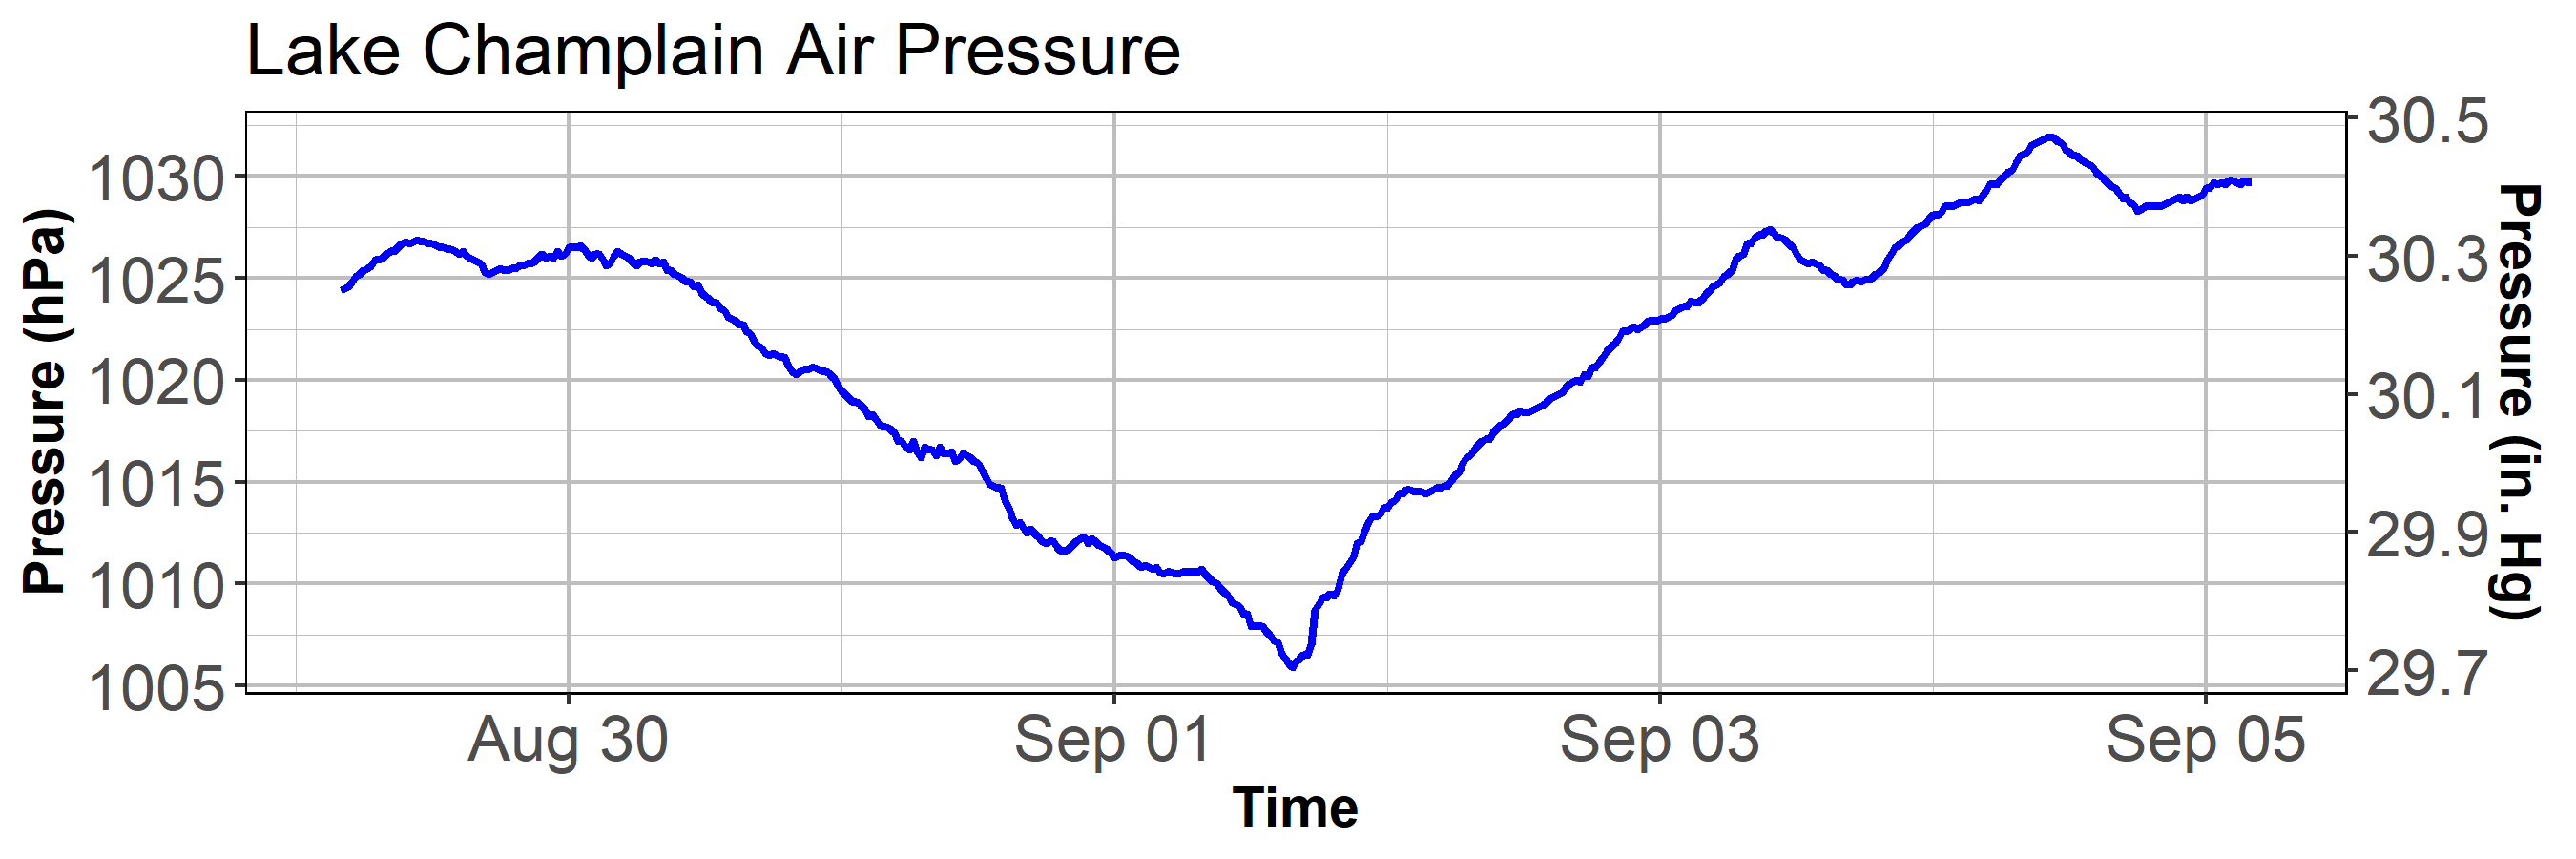 Lake Champlain Air Pressure
Pressure (hPa)
1030
1025
1020
1015
1010
1005
30.5
30.3
30.1
29.9
29.7
Pressure (in. Hg)
Aug 30 Sep 01 Sep 03 Sep 05
Time